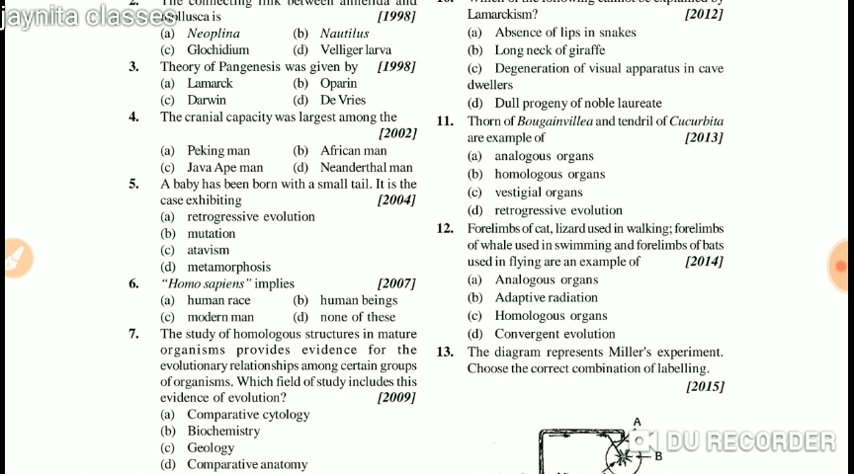 jaynita classes
2. The connecting link between annelida and
mollusca is [1998]
(a) Neoplina (b) Nautilus
(c) Glochidium (d) Velliger larva
3. Theory of Pangenesis was given by [1998]
(a) Lamarck (b) Oparin
(c) Darwin (d) De Vries
4. The cranial capacity was largest among the
[2002]
(a) Peking man (b) African man
(c) Java Ape man (d) Neanderthal man
5. A baby has been born with a small tail. It is the
case exhibiting [2004]
(a) retrogressive evolution
(b) mutation
(c) atavism
(d) metamorphosis
6. "Homo sapiens" implies [2007]
(a) human race (b) human beings
(c) modern man (d) none of these
7. The study of homologous structures in mature
organisms provides evidence for the
evolutionary relationships among certain groups
of organisms. Which field of study includes this
evidence of evolution? [2009]
(a) Comparative cytology
(b) Biochemistry
(c) Geology
(d) Comparative anatomy
10. Which of the following cannot be explained by
Lamarckism? [2012]
(a) Absence of lips in snakes
(b) Long neck of giraffe
(c) Degeneration of visual apparatus in cave
dwellers
(d) Dull progeny of noble laureate
11. Thorn of Bougainvillea and tendril of Cucurbita
are example of [2013]
(a) analogous organs
(b) homologous organs
(c) vestigial organs
(d) retrogressive evolution
12. Forelimbs of cat, lizard used in walking; forelimbs
of whale used in swimming and forelimbs of bats
used in flying are an example of [2014]
(a) Analogous organs
(b) Adaptive radiation
(c) Homologous organs
(d) Convergent evolution
13. The diagram represents Miller's experiment.
Choose the correct combination of labelling.
[2015]
A
B
DU RECORDER